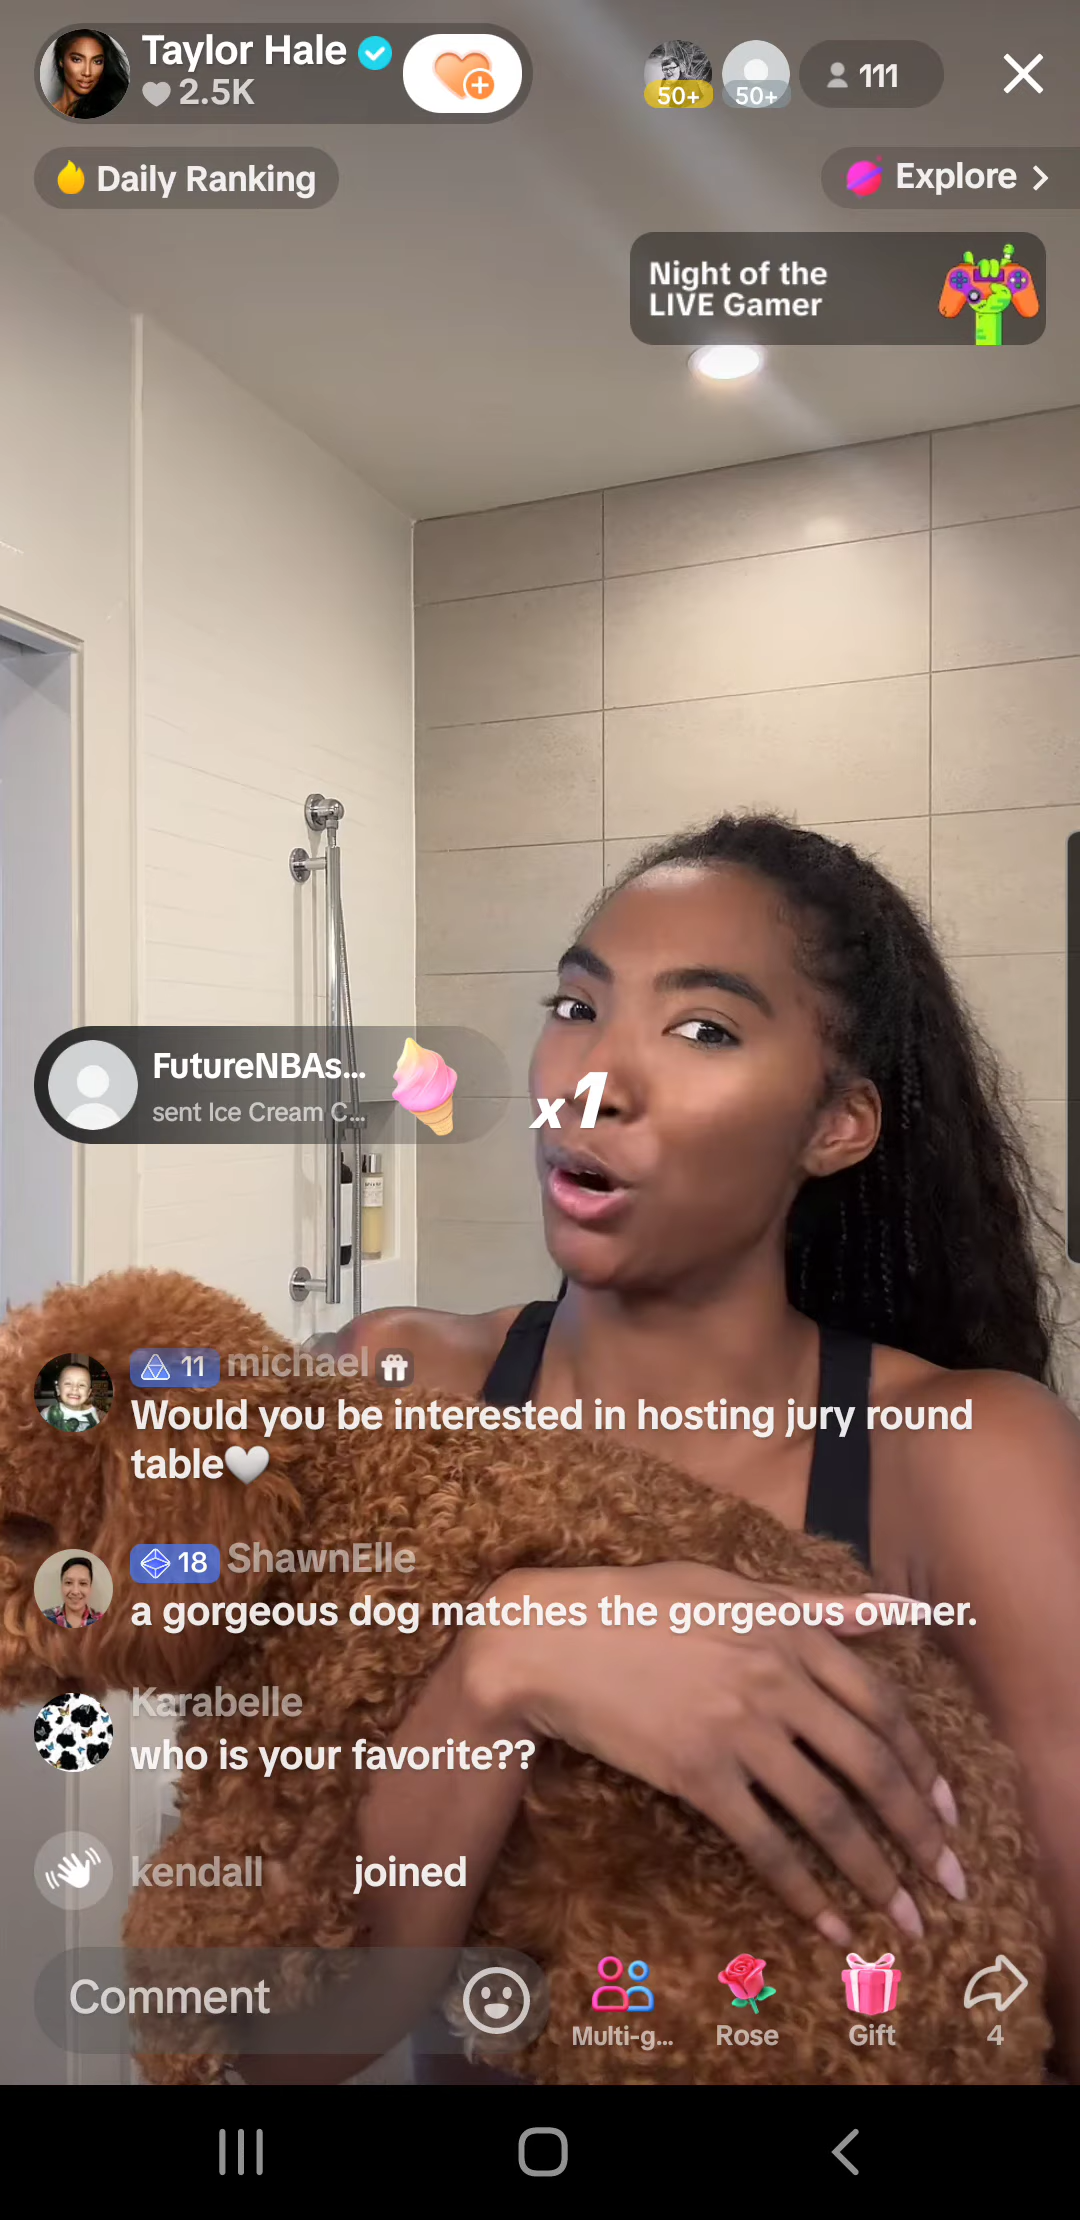 Taylor Hale
2.5K
50+
50+
111
Daily Ranking
Explore
Night of the
LIVE Gamer
FutureNBAs...
sent Ice Cream C...
x1
11 michael
Would you be interested in hosting jury round
table🤍
18 ShawnElle
a gorgeous dog matches the gorgeous owner.
Karabelle
who is your favorite??
kendall joined
Comment
Multi-g...
Rose
Gift
4